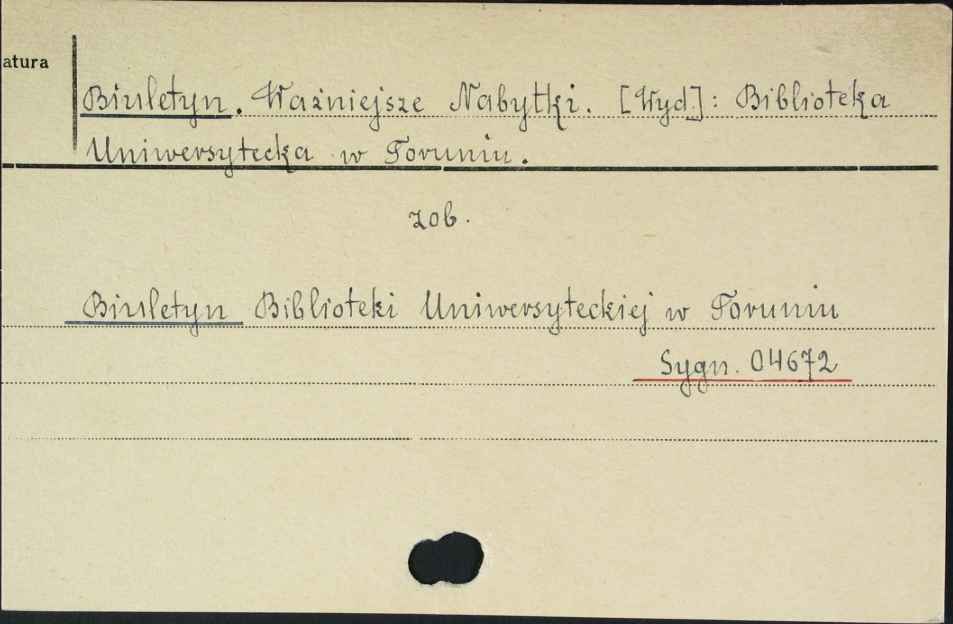 atura
Biuletyn. Ważniejsze Nabytki. [Wyd.]: Biblioteka
Uniwersytecka w Toruniu.
zob.
Biuletyn Biblioteki Uniwersyteckiej w Toruniu
Sygn. 04672